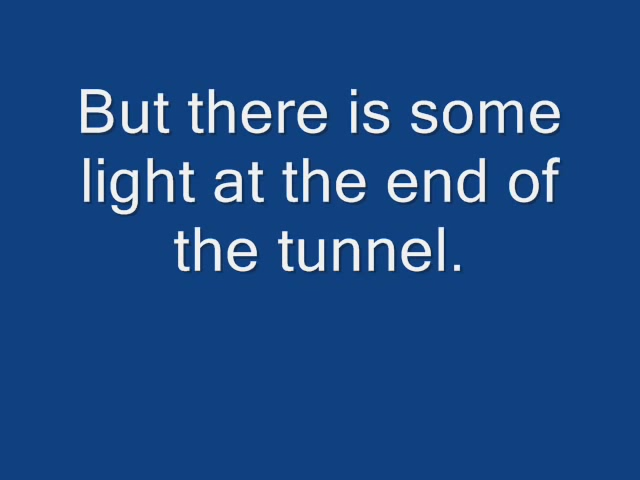 But there is some
light at the end of
the tunnel.